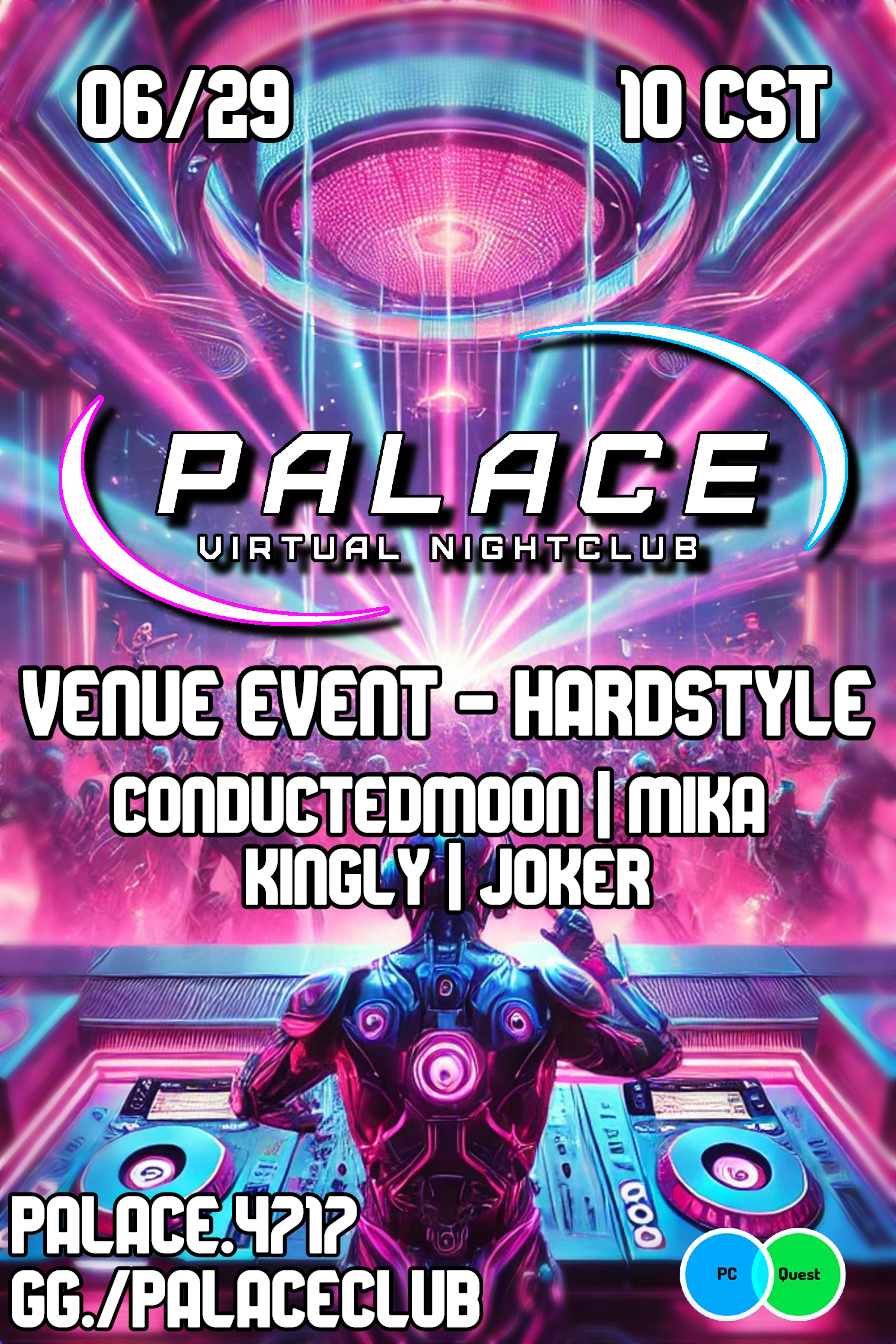 06/29
10 CST
PALACE
VIRTUAL NIGHTCLUB
VENUE EVENT - HARDSTYLE
CONDUCTEDMOON | MIKA
KINGLY | JOKER
PALACE.4717
GG./PALACECLUB
PC Quest